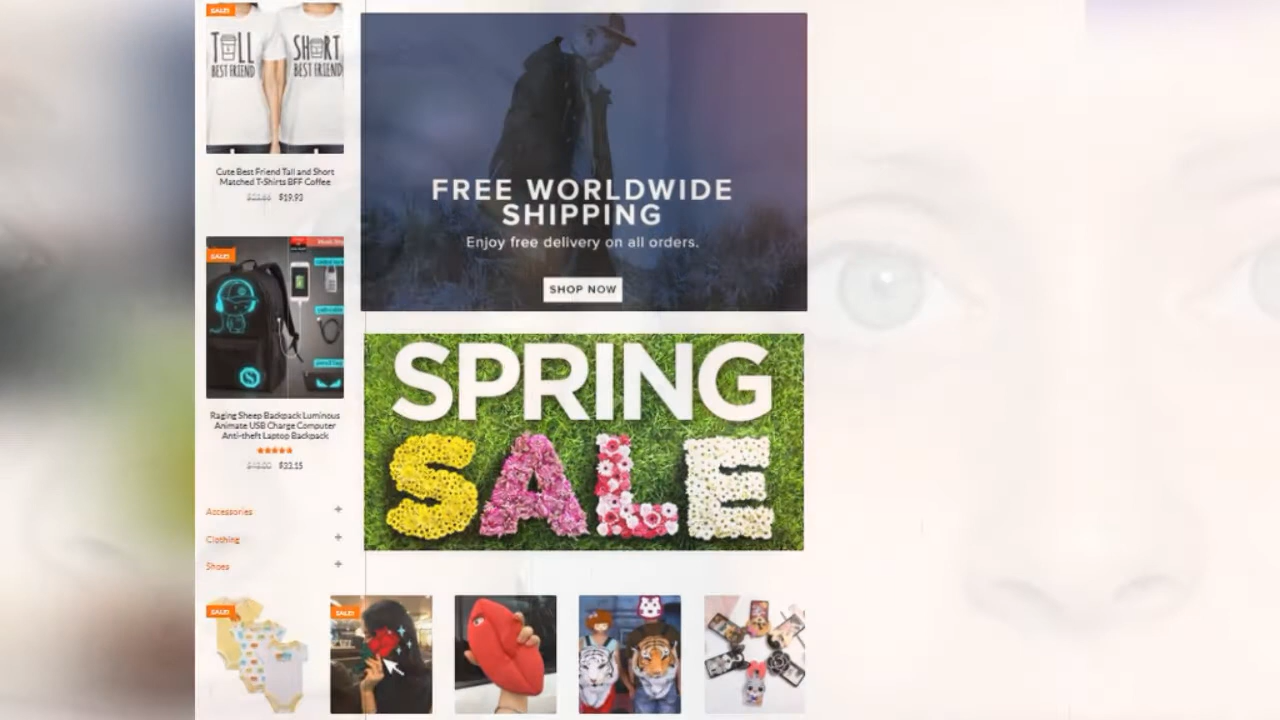 SALE!
TALL
BEST FRIEND
SHORT
BEST FRIEND
Cute Best Friend Tall and Short
Matched T-Shirts BFF Coffee
$19.93
SALE!
Raging Sheep Backpack Luminous
Animate USB Charge Computer
Anti-theft Laptop Backpack
$33.15
Accessories +
Clothing +
Shoes +
FREE WORLDWIDE
SHIPPING
Enjoy free delivery on all orders.
SHOP NOW
SPRING
SALE
SALE!
SALE!